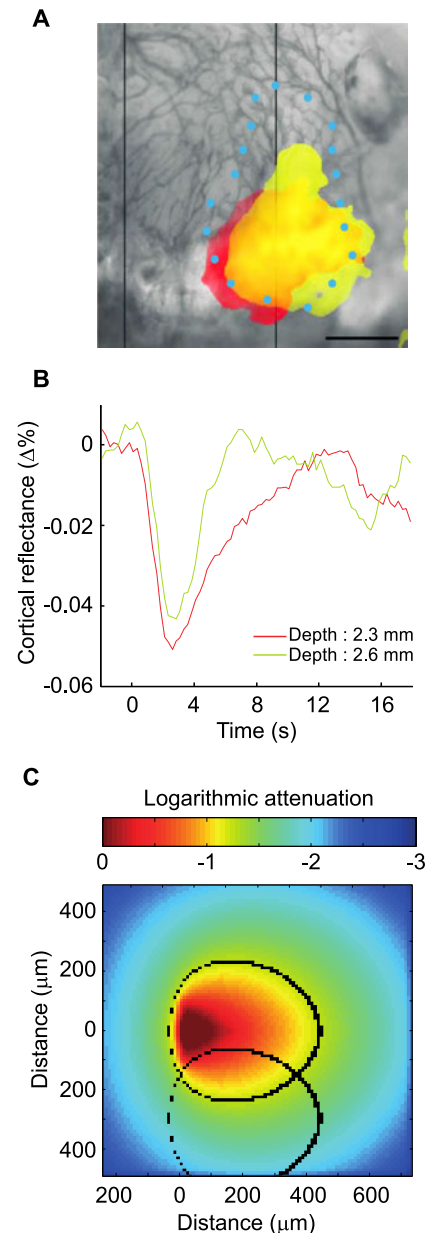 A
B
0
-0.02
-0.04
-0.06
Cortical reflectance (Δ%)
Depth : 2.3 mm
Depth : 2.6 mm
0 4 8 12 16
Time (s)
C
Logarithmic attenuation
0 -1 -2 -3
400
200
0
200
400
Distance (µm)
200 0 200 400 600
Distance (µm)